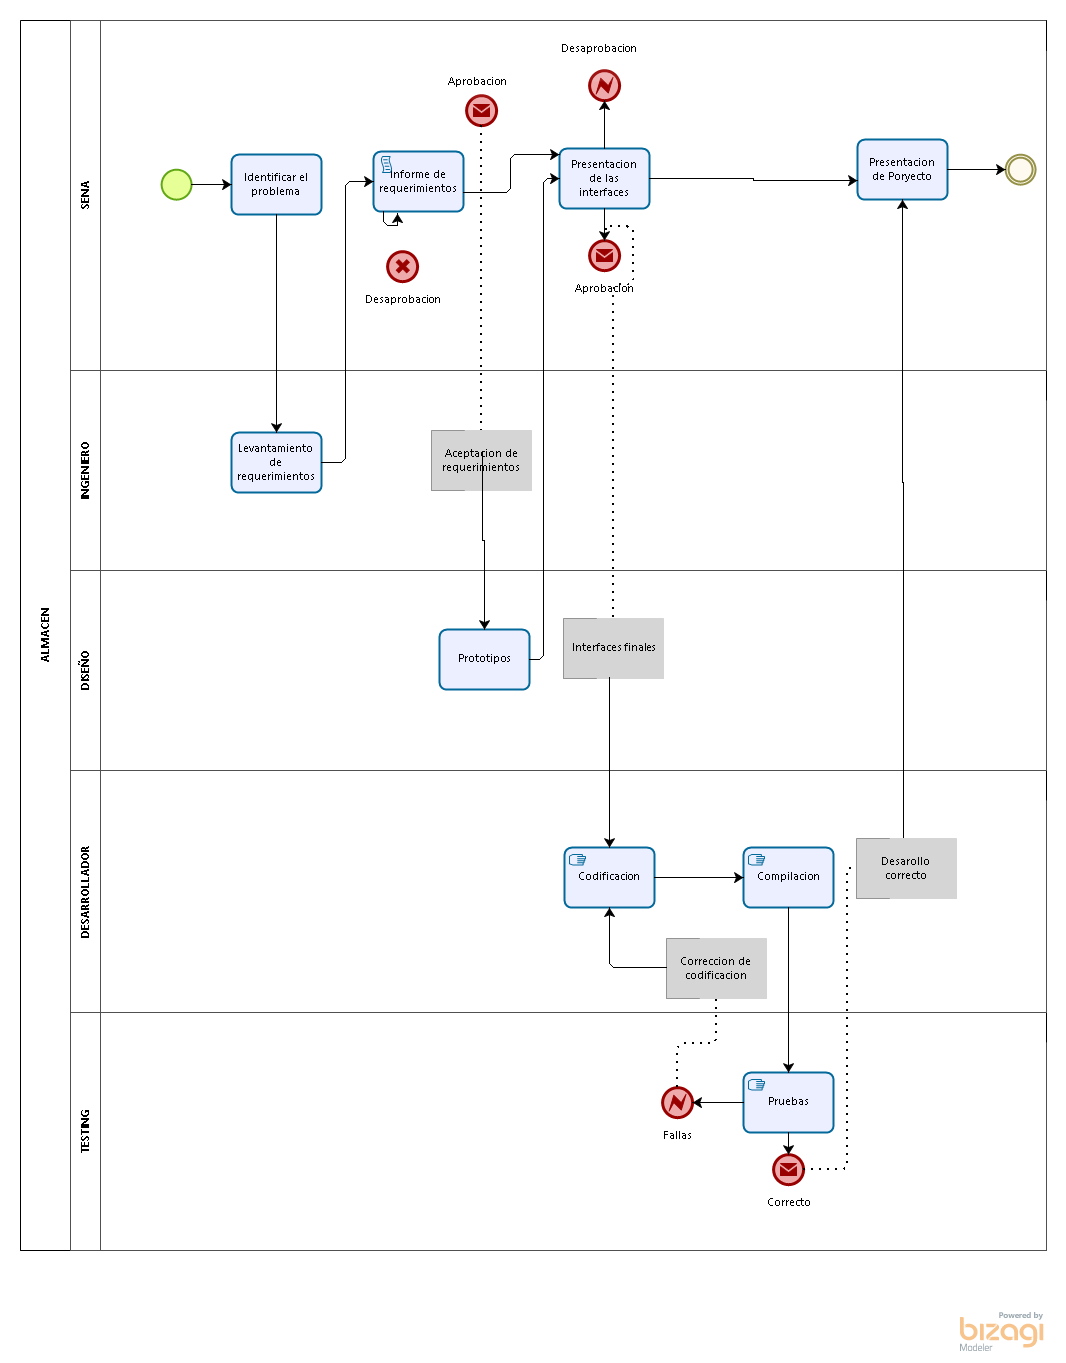 ALMACEN
SENA
Desaprobacion
Aprobacion
Identificar el
problema
Informe de
requerimientos
Presentacion
de las
interfaces
Presentacion
de Poryecto
Desaprobacion
Aprobacion
INGENIERO
Levantamiento
de
requerimientos
Aceptacion de
requerimientos
DISEÑO
Prototipos
Interfaces finales
DESARROLLADOR
Codificacion
Compilacion
Desarollo
correcto
Correccion de
codificacion
TESTING
Pruebas
Fallas
Correcto
Powered by
bizagi
Modeler